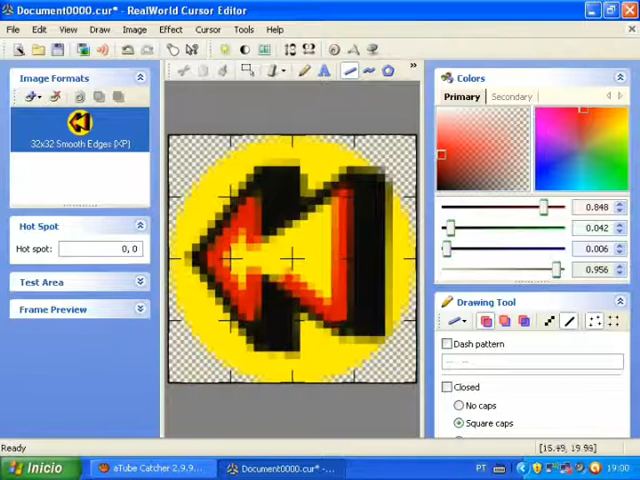 Document0000.cur* - RealWorld Cursor Editor
File Edit View Draw Image Effect Cursor Tools Help
Image Formats
32x32 Smooth Edges (XP)
Hot Spot
Hot spot: 0, 0
Test Area
Frame Preview
Colors
Primary Secondary
0.848
0.042
0.006
0.956
Drawing Tool
Dash pattern
Closed
No caps
Square caps
Ready
[15.49, 19.99]
Inicio
aTube Catcher 2.9.9...
Document0000.cur* -...
PT
19:00